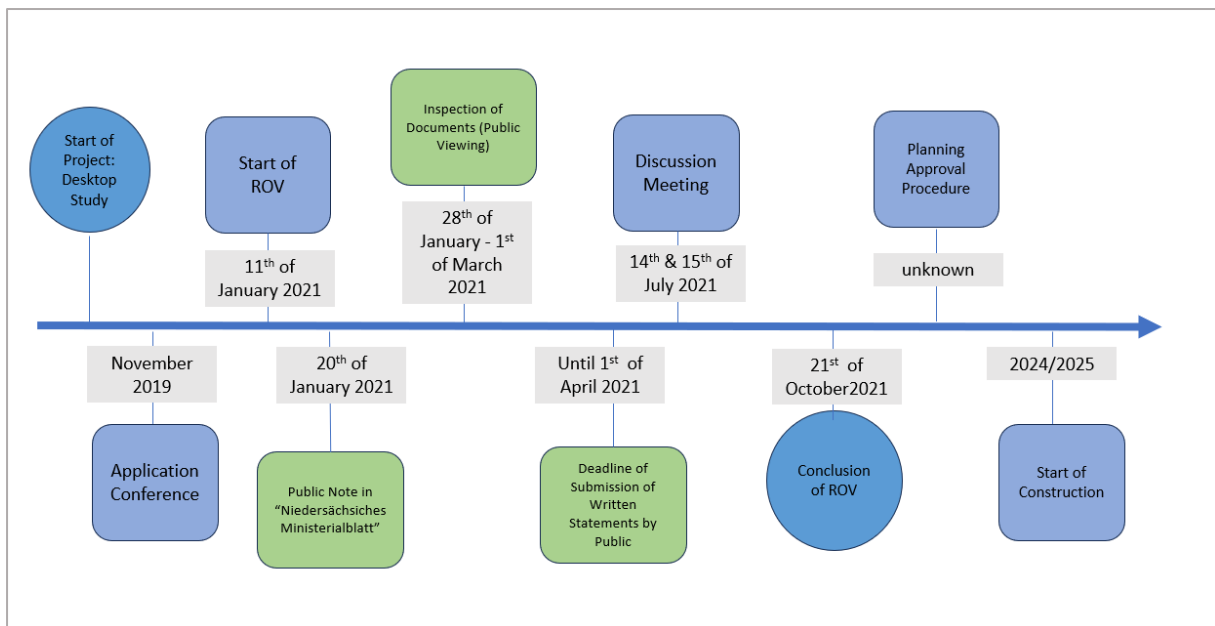 Start of
Project:
Desktop
Study
November
2019
Application
Conference
Start of
ROV
11th of
January 2021
20th of
January 2021
Public Note in
“Niedersächsiches
Ministerialblatt”
Inspection of
Documents (Public
Viewing)
28th of
January - 1st
of March
2021
Until 1st of
April 2021
Deadline of
Submission of
Written
Statements by
Public
Discussion
Meeting
14th & 15th of
July 2021
21st of
October2021
Conclusion
of ROV
Planning
Approval
Procedure
unknown
2024/2025
Start of
Construction